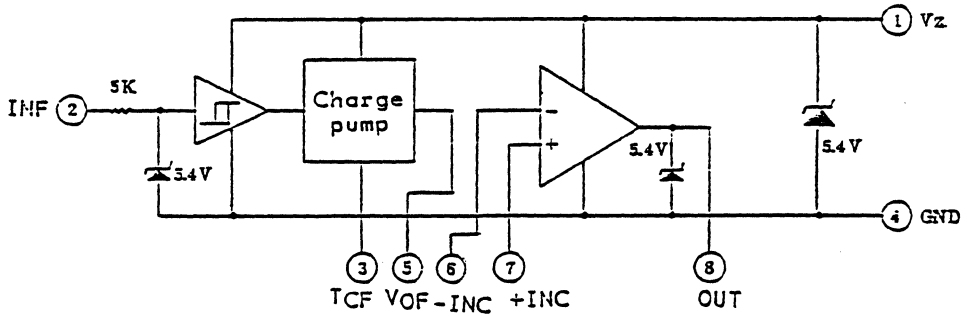 1 Vz
5K
INF 2
Charge
pump
5.4V
-
+
5.4V
5.4V
4 GND
3 5 6 7 8
TCF VOF -INC +INC OUT